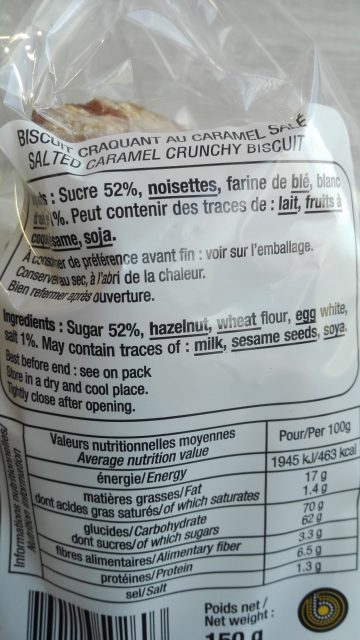 BISCUIT CRAQUANT AU CARAMEL SALÉ
SALTED CARAMEL CRUNCHY BISCUIT
: Sucre 52%, noisettes, farine de blé, blanc
%. Peut contenir des traces de : lait, fruits à
soja.
A consommer de préférence avant fin : voir sur l'emballage.
Conserver au sec, à l'abri de la chaleur.
Bien refermer après ouverture.
Ingredients : Sugar 52%, hazelnut, wheat flour, egg white,
salt 1%. May contain traces of : milk, sesame seeds, soya.
Best before end : see on pack
Store in a dry and cool place.
Tightly close after opening.
Informations nutritionnelles/
Nutritive information
Valeurs nutritionnelles moyennes
Average nutrition value
Pour/Per 100g
énergie/Energy
1945 kJ/463 kcal
matières grasses/Fat
17 g
dont acides gras saturés/of which saturates
1.4 g
glucides/Carbohydrate
70 g
dont sucres/of which sugars
62 g
fibres alimentaires/Alimentary fiber
3.3 g
protéines/Protein
6.5 g
sel/Salt
1.3 g
Poids net /
Net weight :